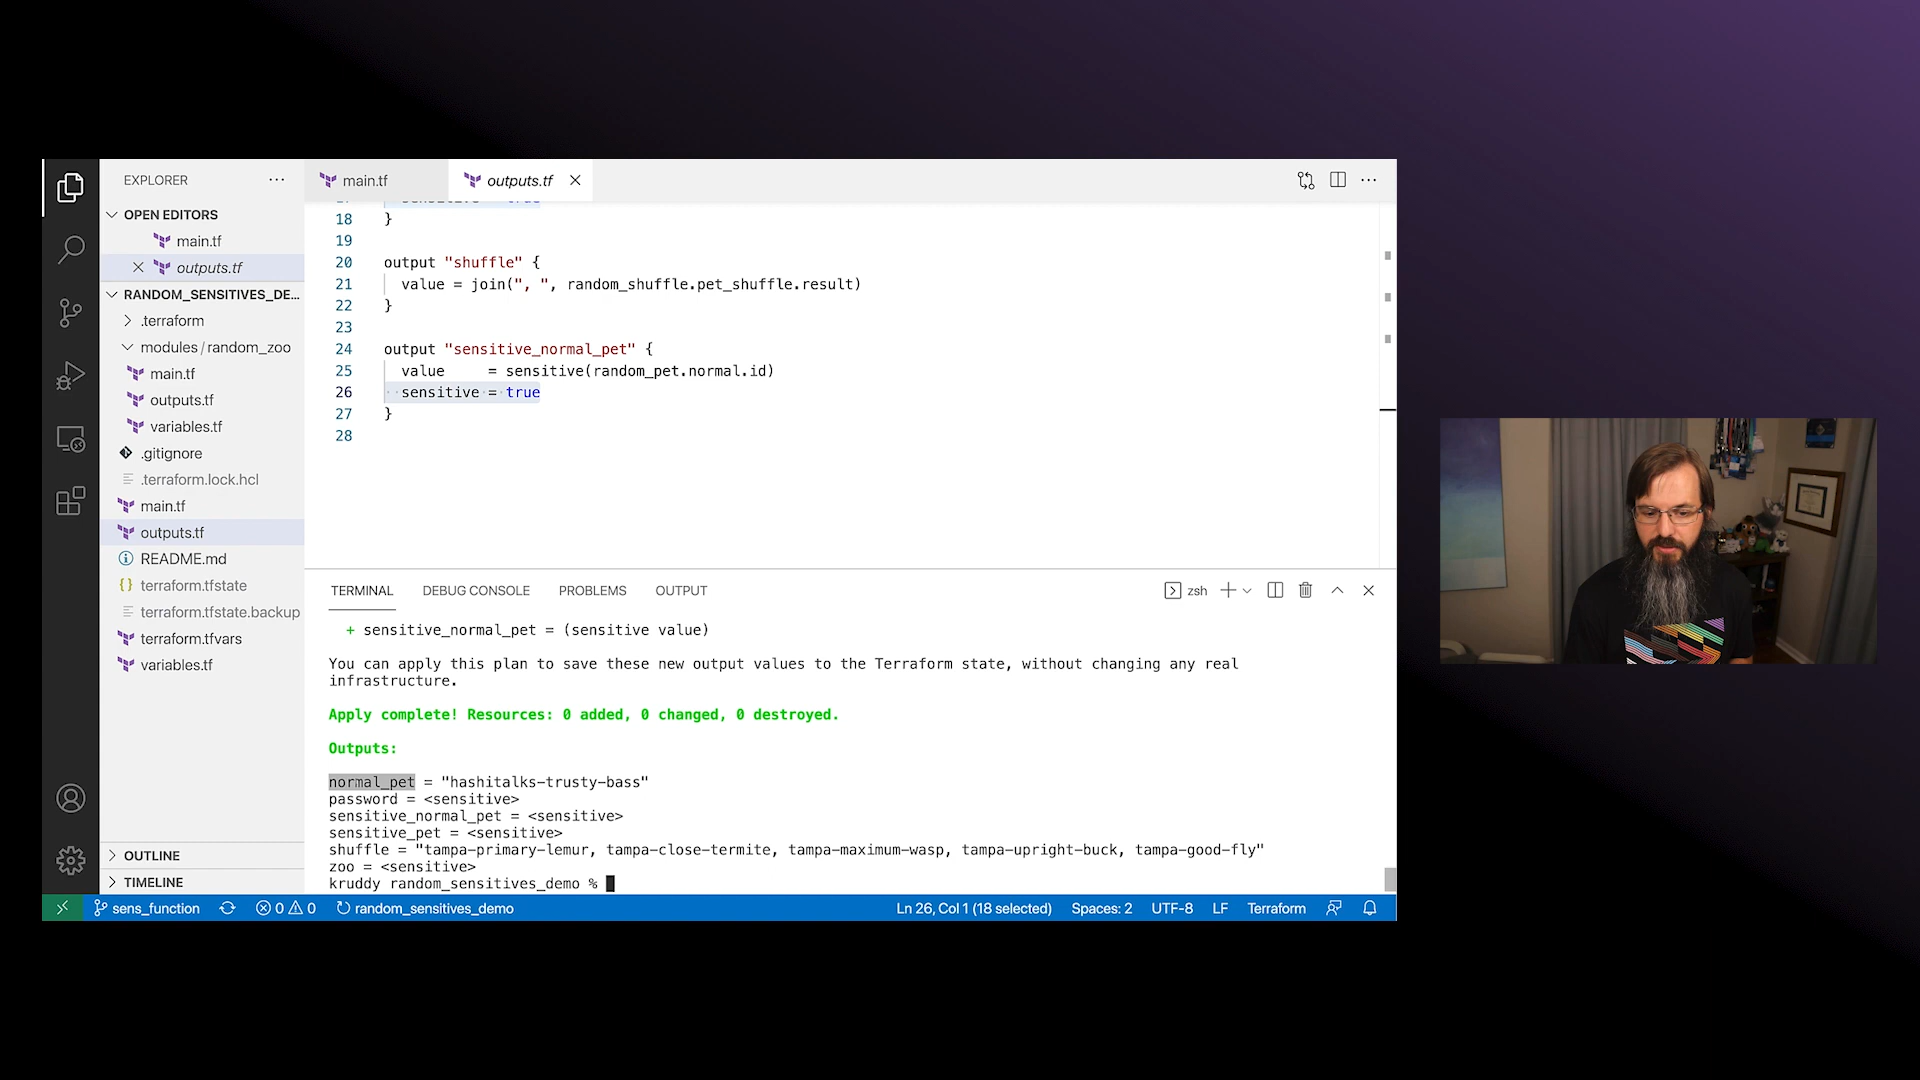 EXPLORER
OPEN EDITORS
main.tf
outputs.tf
RANDOM_SENSITIVES_DE...
.terraform
modules / random_zoo
main.tf
outputs.tf
variables.tf
.gitignore
.terraform.lock.hcl
main.tf
outputs.tf
README.md
terraform.tfstate
terraform.tfstate.backup
terraform.tfvars
variables.tf
OUTLINE
TIMELINE
main.tf
outputs.tf
17 sensitive = true
18 }
19
20 output "shuffle" {
21 value = join(", ", random_shuffle.pet_shuffle.result)
22 }
23
24 output "sensitive_normal_pet" {
25 value     = sensitive(random_pet.normal.id)
26 sensitive = true
27 }
28
TERMINAL DEBUG CONSOLE PROBLEMS OUTPUT zsh
+ sensitive_normal_pet = (sensitive value)
You can apply this plan to save these new output values to the Terraform state, without changing any real
infrastructure.
Apply complete! Resources: 0 added, 0 changed, 0 destroyed.
Outputs:
normal_pet = "hashitalks-trusty-bass"
password = <sensitive>
sensitive_normal_pet = <sensitive>
sensitive_pet = <sensitive>
shuffle = "tampa-primary-lemur, tampa-close-termite, tampa-maximum-wasp, tampa-upright-buck, tampa-good-fly"
zoo = <sensitive>
kruddy random_sensitives_demo %
sens_function 0 0 random_sensitives_demo Ln 26, Col 1 (18 selected) Spaces: 2 UTF-8 LF Terraform